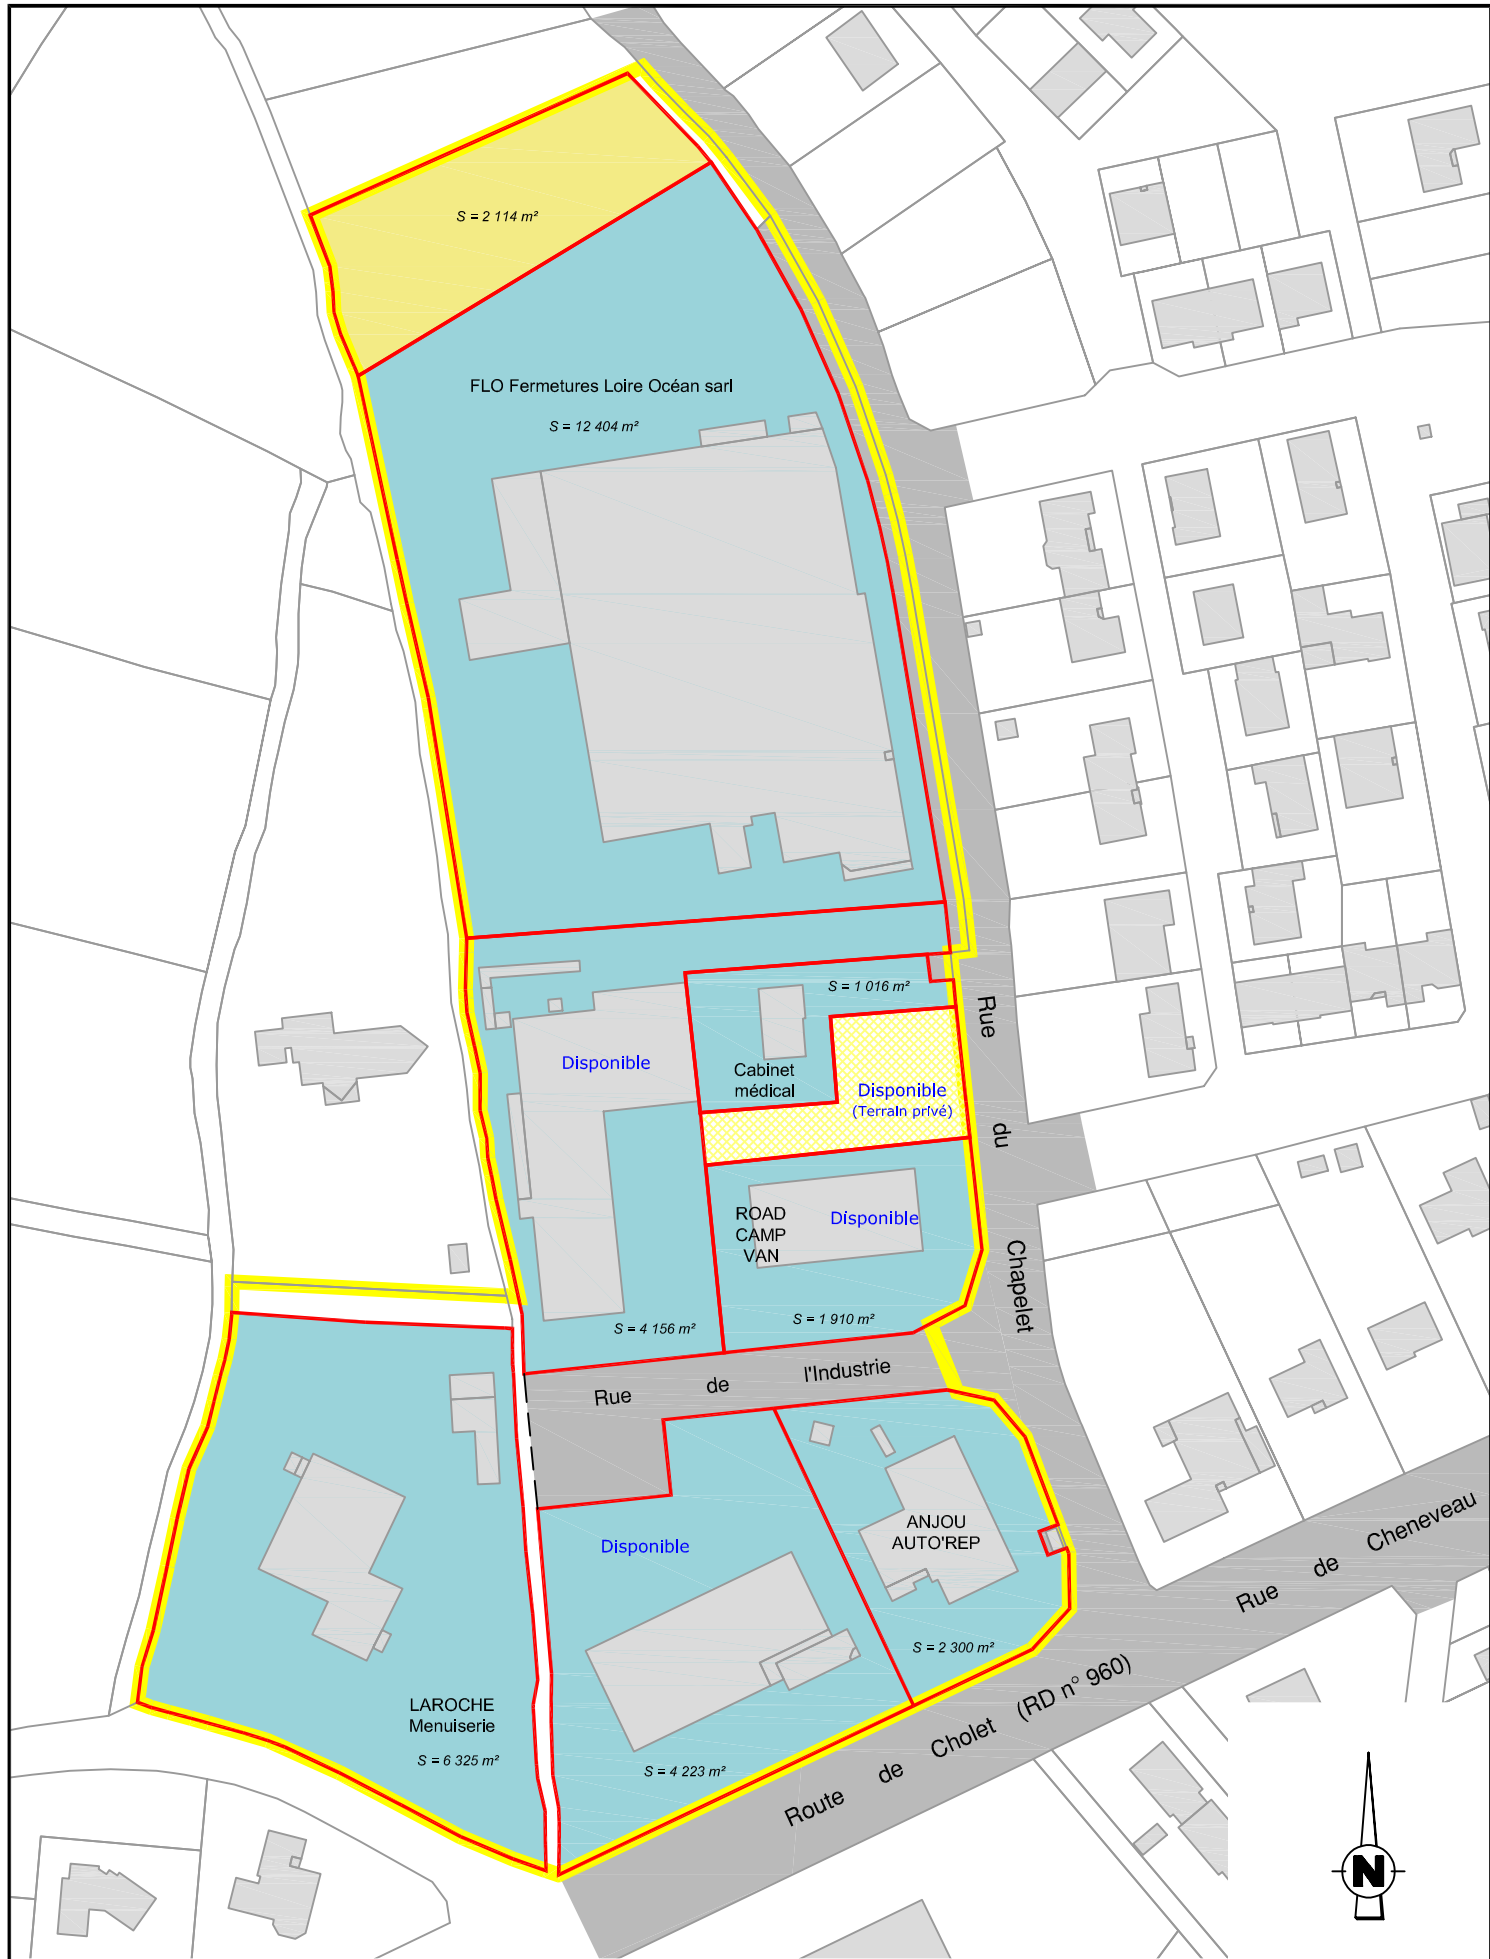 S = 2 114 m²
FLO Fermetures Loire Océan sarl
S = 12 404 m²
S = 1 016 m²
Rue du Chapelet
Disponible
Cabinet
médical
Disponible
(Terrain privé)
ROAD
CAMP
VAN
Disponible
S = 4 156 m²
S = 1 910 m²
Rue de l'Industrie
ANJOU
AUTO'REP
Disponible
Rue de Cheneveau
S = 2 300 m²
LAROCHE
Menuiserie
S = 6 325 m²
S = 4 223 m²
Route de Cholet (RD n° 960)
N